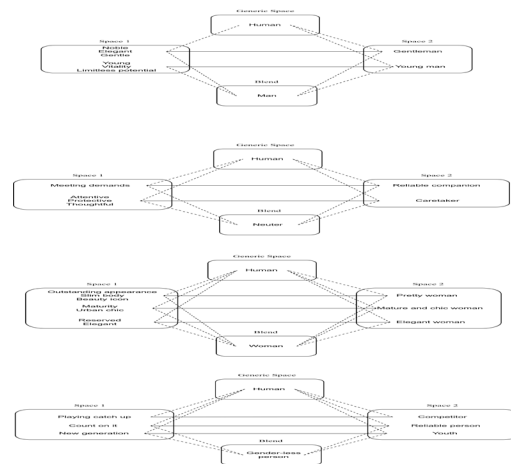 Generic Space
Human
Space 1
Space 2
Noble
Elegant
Gentle
Gentleman
Young
Vitality
Limitless potential
Young man
Blend
Man
Generic Space
Human
Space 1
Space 2
Meeting demands
Reliable companion
Attentive
Protective
Thoughtful
Caretaker
Blend
Neuter
Generic Space
Human
Space 1
Space 2
Outstanding appearance
Slim body
Beauty icon
Pretty woman
Maturity
Urban chic
Mature and chic woman
Reserved
Elegant
Elegant woman
Blend
Woman
Generic Space
Human
Space 1
Space 2
Playing catch up
Competitor
Count on it
Reliable person
New generation
Youth
Blend
Gender-less
person